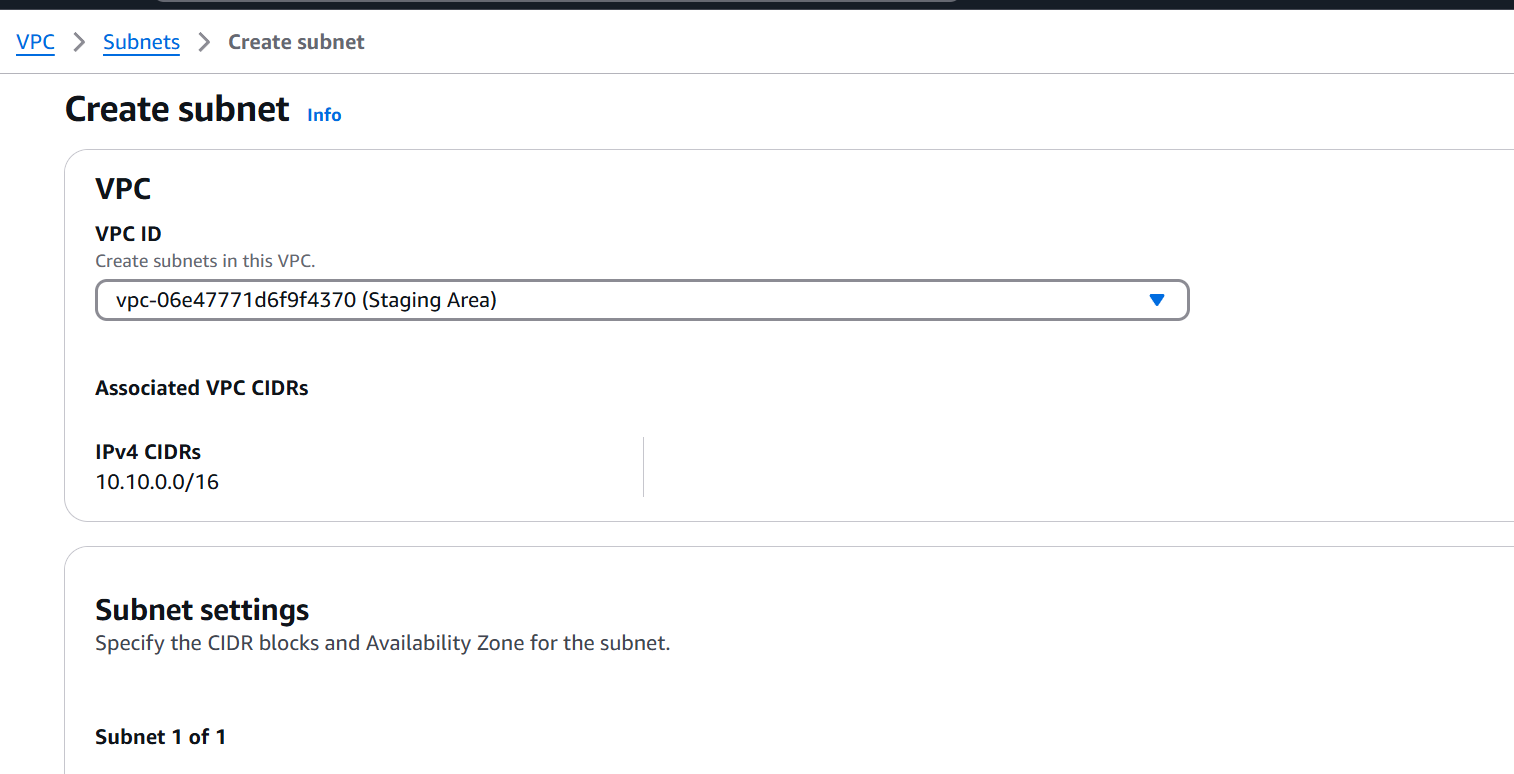 VPC > Subnets > Create subnet
Create subnet Info
VPC
VPC ID
Create subnets in this VPC.
vpc-06e47771d6f9f4370 (Staging Area)
Associated VPC CIDRs
IPv4 CIDRs
10.10.0.0/16
Subnet settings
Specify the CIDR blocks and Availability Zone for the subnet.
Subnet 1 of 1